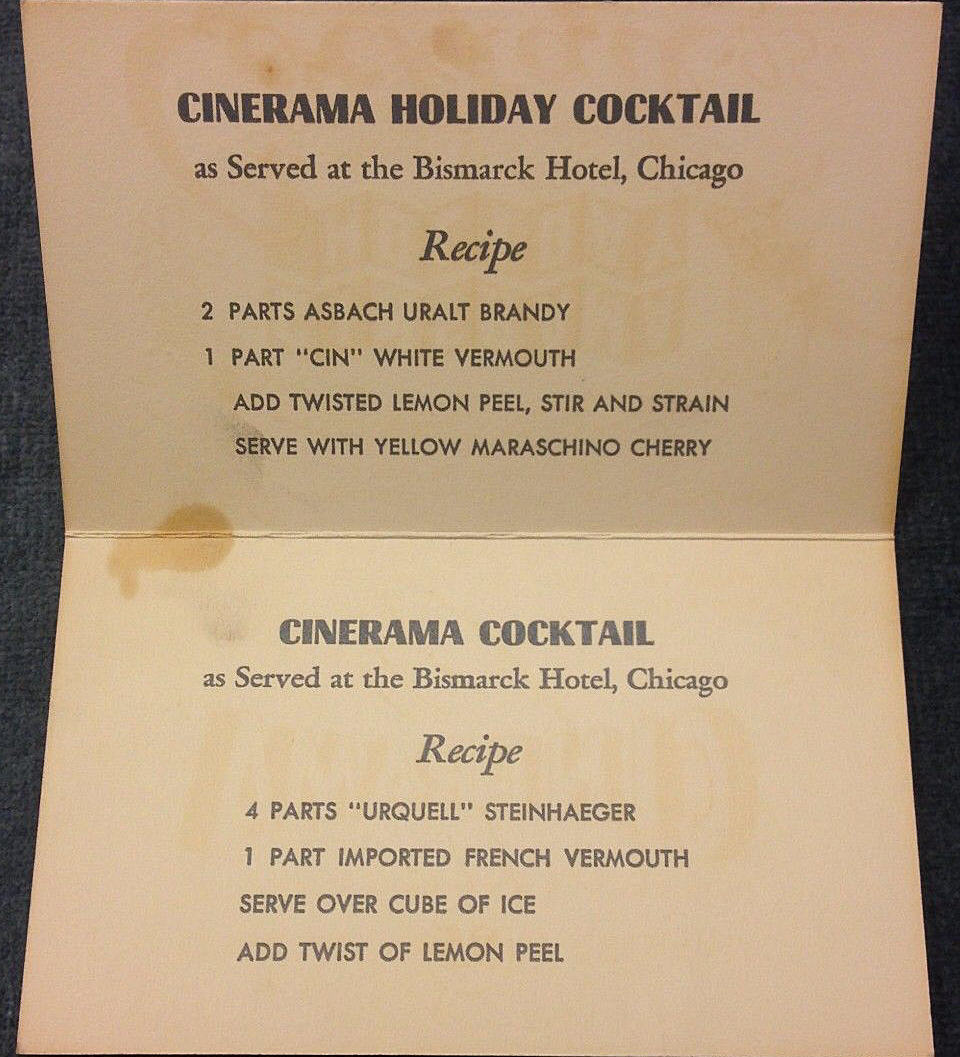 CINERAMA HOLIDAY COCKTAIL
as Served at the Bismarck Hotel, Chicago
Recipe
2 PARTS ASBACH URALT BRANDY
1 PART "CIN" WHITE VERMOUTH
ADD TWISTED LEMON PEEL, STIR AND STRAIN
SERVE WITH YELLOW MARASCHINO CHERRY
CINERAMA COCKTAIL
as Served at the Bismarck Hotel, Chicago
Recipe
4 PARTS "URQUELL" STEINHAEGER
1 PART IMPORTED FRENCH VERMOUTH
SERVE OVER CUBE OF ICE
ADD TWIST OF LEMON PEEL